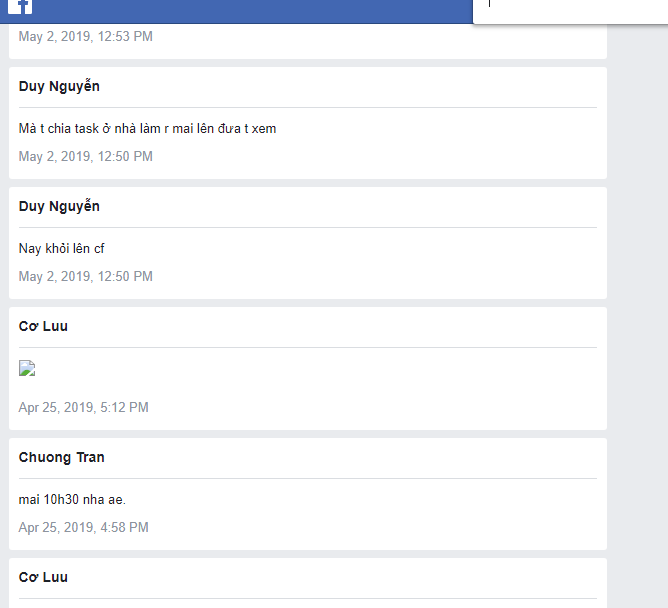 May 2, 2019, 12:53 PM
Duy Nguyễn
Mà t chia task ở nhà làm r mai lên đưa t xem
May 2, 2019, 12:50 PM
Duy Nguyễn
Nay khỏi lên cf
May 2, 2019, 12:50 PM
Cơ Luu
Apr 25, 2019, 5:12 PM
Chuong Tran
mai 10h30 nha ae.
Apr 25, 2019, 4:58 PM
Cơ Luu